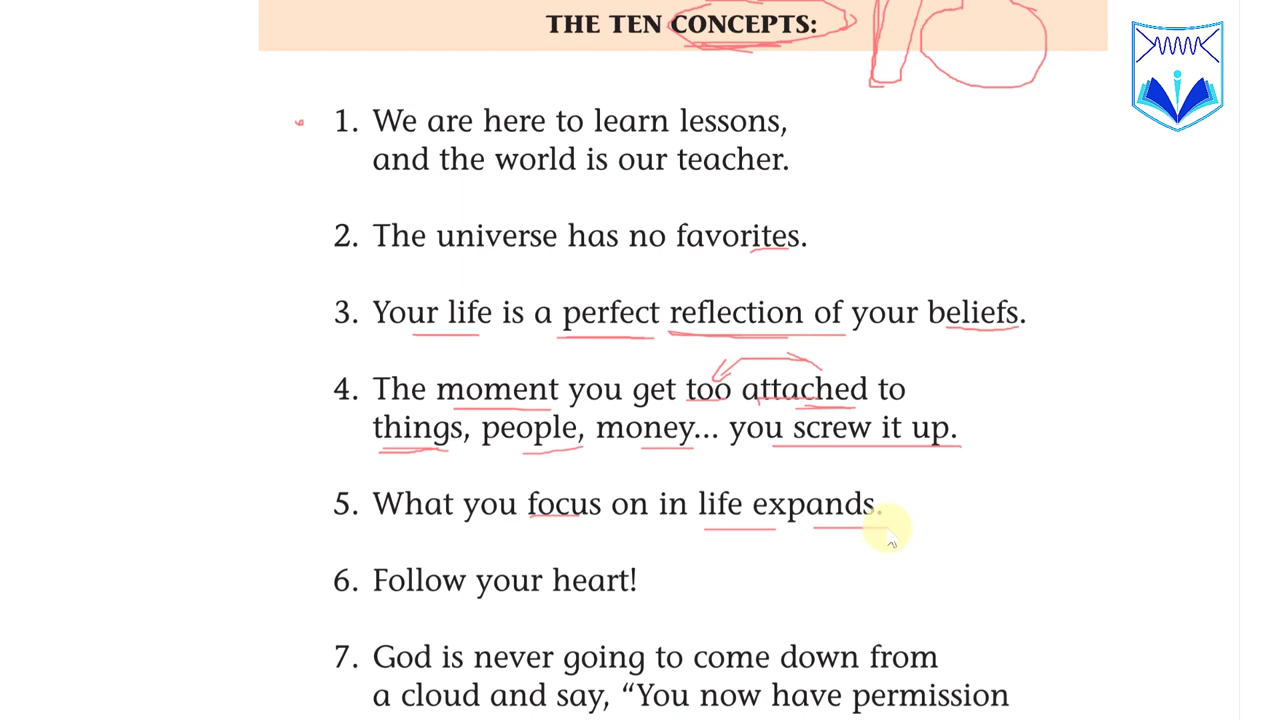 THE TEN CONCEPTS:
1. We are here to learn lessons,
and the world is our teacher.
2. The universe has no favorites.
3. Your life is a perfect reflection of your beliefs.
4. The moment you get too attached to
things, people, money... you screw it up.
5. What you focus on in life expands.
6. Follow your heart!
7. God is never going to come down from
a cloud and say, “You now have permission